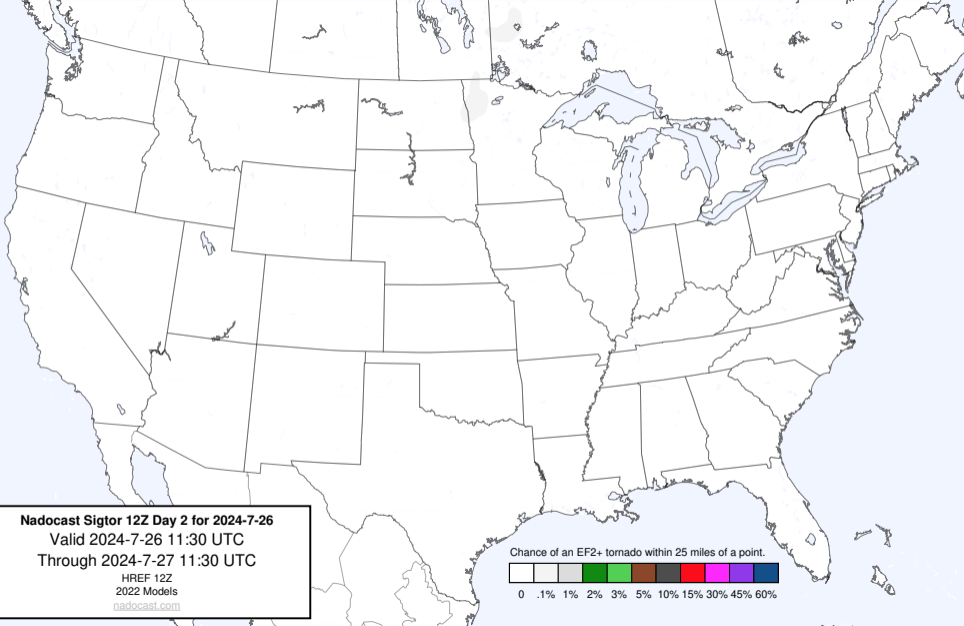 Nadocast Sigtor 12Z Day 2 for 2024-7-26
Valid 2024-7-26 11:30 UTC
Through 2024-7-27 11:30 UTC
HREF 12Z
2022 Models
nadocast.com
Chance of an EF2+ tornado within 25 miles of a point.
0 .1% 1% 2% 3% 5% 10% 15% 30% 45% 60%